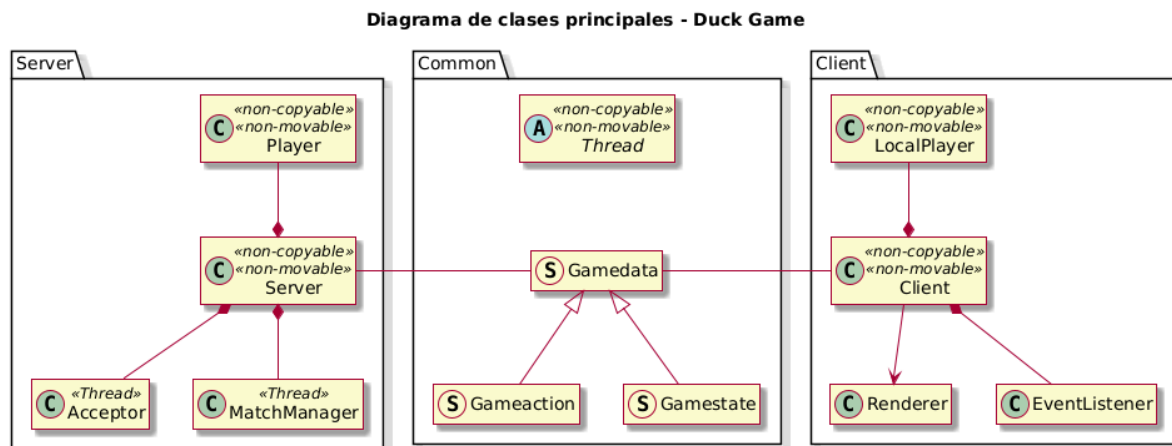 Diagrama de clases principales - Duck Game
Server
Common
Client
«non-copyable»
«non-movable»
C
Player
«non-copyable»
«non-movable»
A
Thread
«non-copyable»
«non-movable»
C
LocalPlayer
«non-copyable»
«non-movable»
C
Server
S Gamedata
«non-copyable»
«non-movable»
C
Client
«Thread»
C
Acceptor
«Thread»
C
MatchManager
S Gameaction
S Gamestate
C Renderer
C EventListener